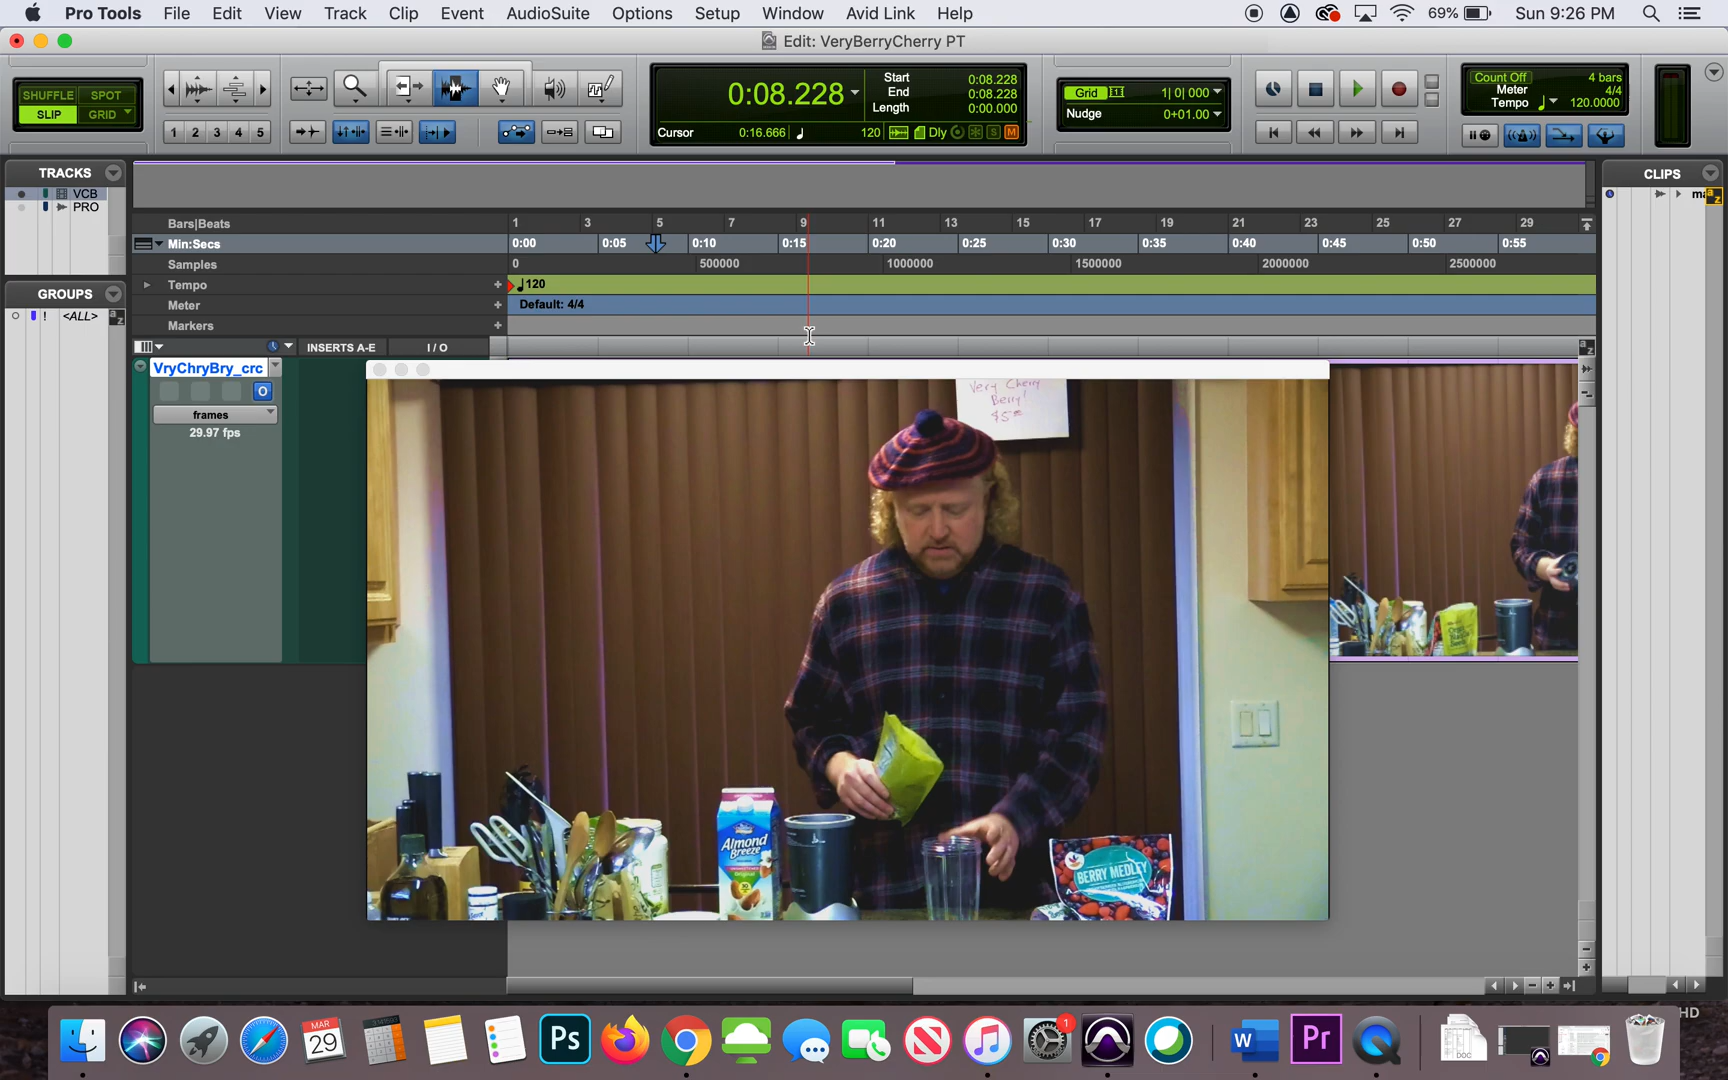 Pro Tools File Edit View Track Clip Event AudioSuite Options Setup Window Avid Link Help 69% Sun 9:26 PM
Edit: VeryBerryCherry PT
SHUFFLE SPOT
SLIP GRID
1 2 3 4 5
0:08.228
Start 0:08.228
End 0:08.228
Length 0:00.000
Cursor 0:16.666 120 Dly S M
Grid 1| 0| 000
Nudge 0+01.00
Count Off 4 bars
Meter 4/4
Tempo 120.0000
TRACKS
VCB
PRO
GROUPS
! <ALL> a z
CLIPS
ma a z
Bars|Beats 1 3 5 7 9 11 13 15 17 19 21 23 25 27 29
Min:Secs 0:00 0:05 0:10 0:15 0:20 0:25 0:30 0:35 0:40 0:45 0:50 0:55
Samples 0 500000 1000000 1500000 2000000 2500000
Tempo 120
Meter Default: 4/4
Markers
INSERTS A-E I / O a z
VryChryBry_crc
O
frames
29.97 fps
Very Cherry
Berry!
$5
Almond
Breeze
Original
BERRY MEDLEY
MAR
29
Ps
W
Pr
1
DOC
HD